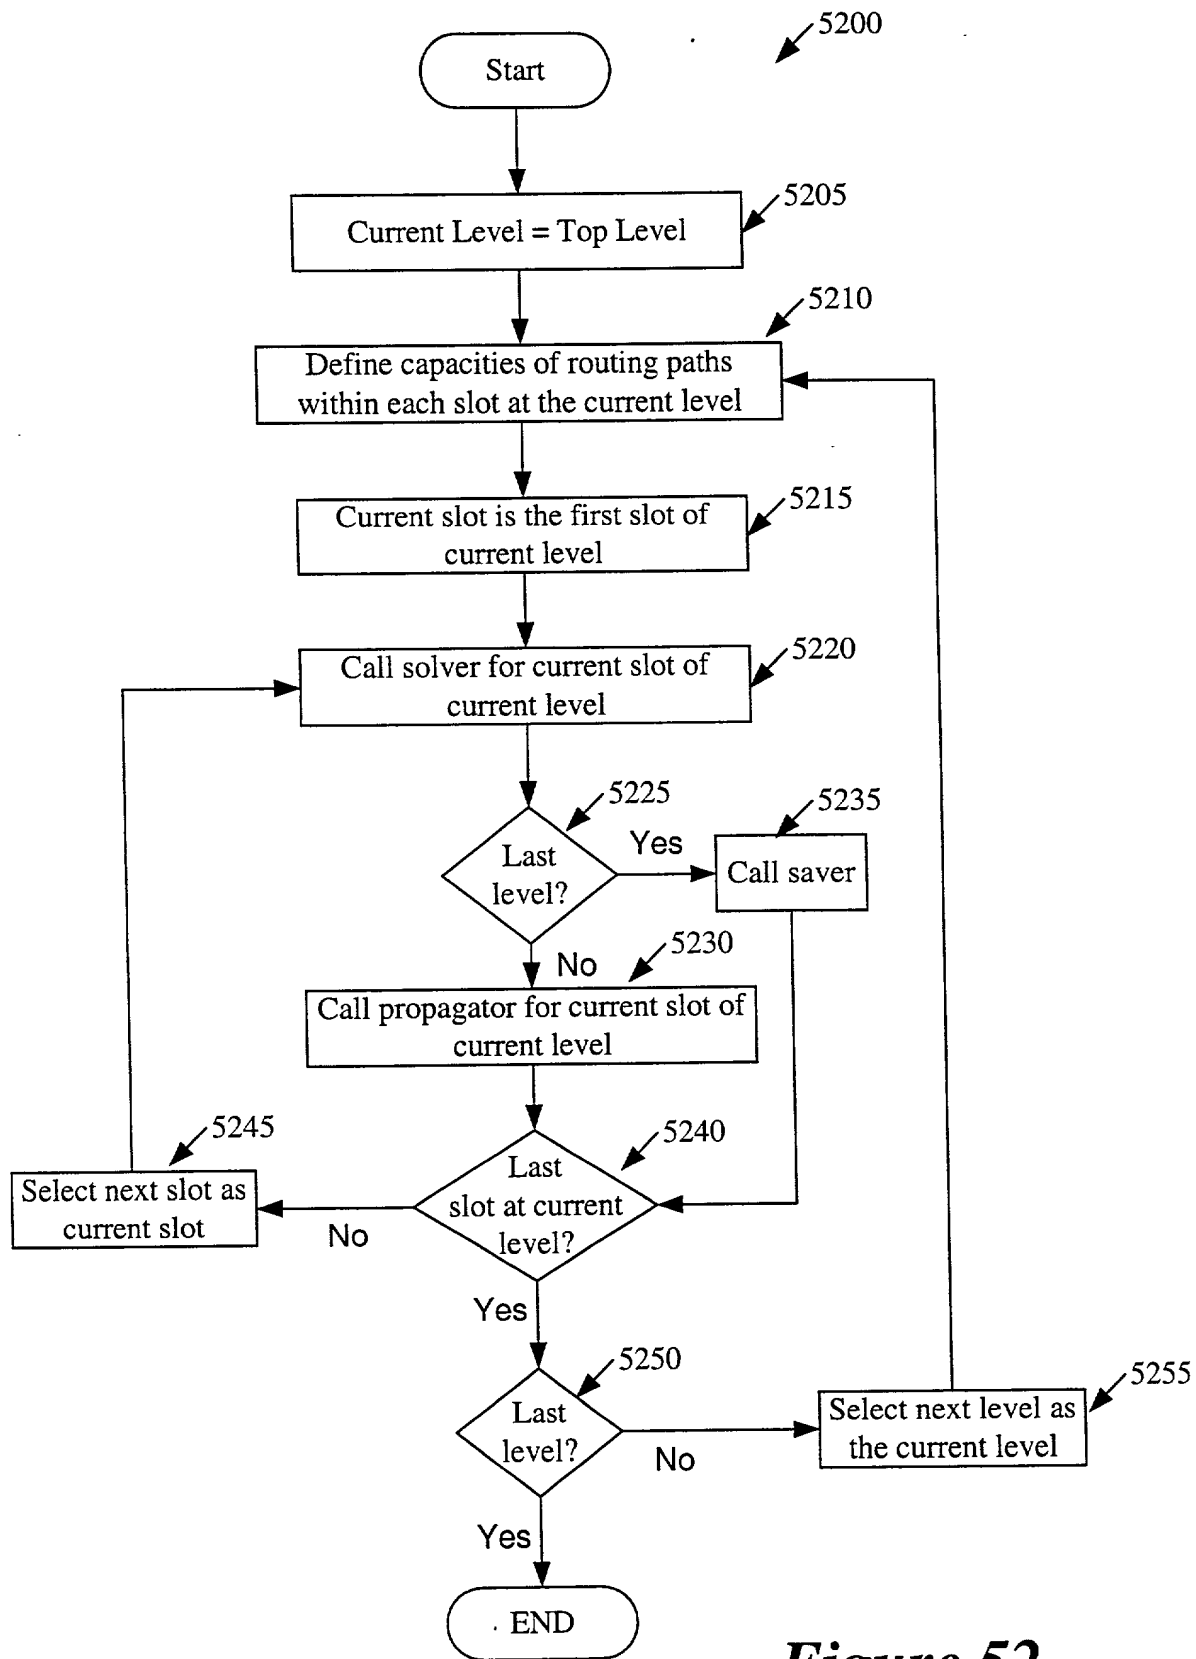 5200
Start
5205
Current Level = Top Level
5210
Define capacities of routing paths
within each slot at the current level
5215
Current slot is the first slot of
current level
5220
Call solver for current slot of
current level
5225
Last
level?
Yes
5235
Call saver
No
5230
Call propagator for current slot of
current level
5245
Select next slot as
current slot
5240
Last
slot at current
level?
No
Yes
5250
Last
level?
No
5255
Select next level as
the current level
Yes
END
Figure 52